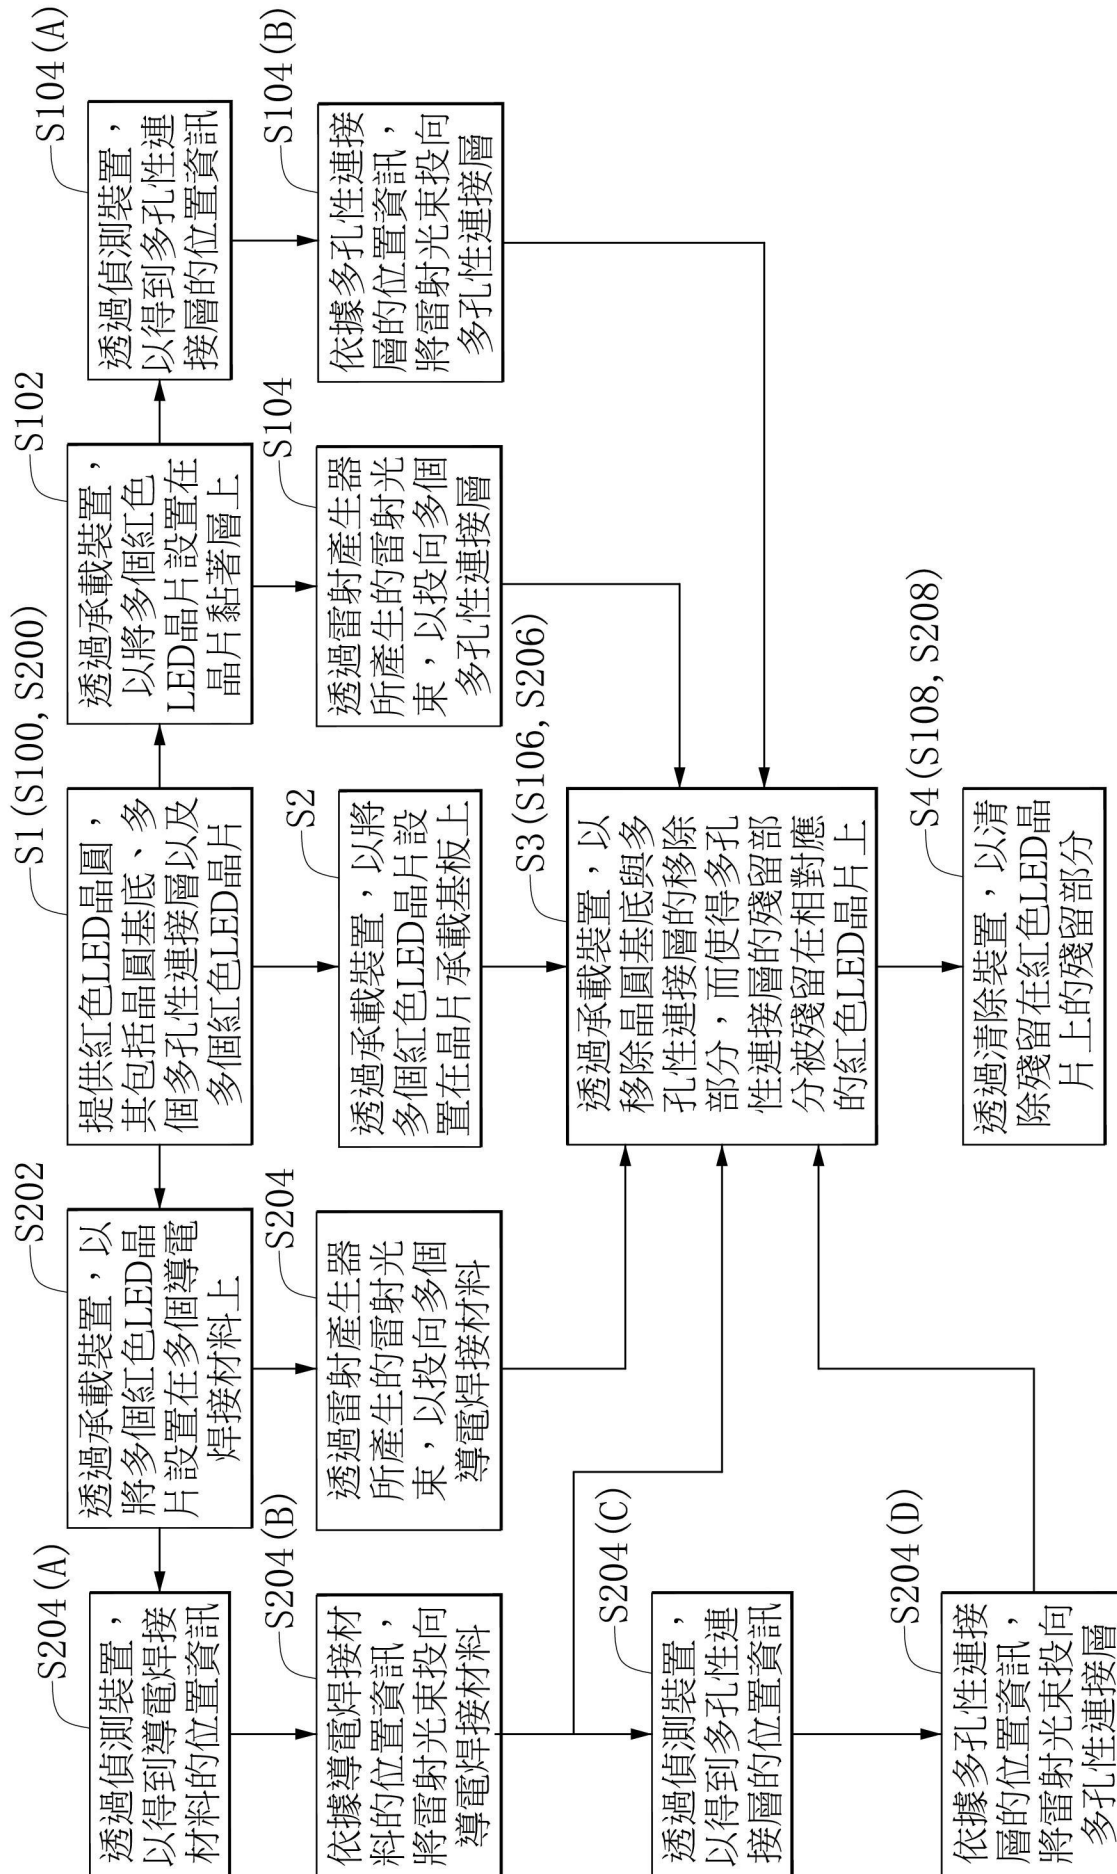 S204(A)
透過偵測裝置，
以得到導電焊接
材料的位置資訊
S202
透過承載裝置，以
將多個紅色LED晶
片設置在多個導電
焊接材料上
S1(S100, S200)
提供紅色LED晶圓，
其包括晶圓基底、多
個多孔性連接層以及
多個紅色LED晶片
S102
透過承載裝置，
以將多個紅色
LED晶片設置在
晶片黏著層上
S104(A)
透過偵測裝置，
以得到多孔性連
接層的位置資訊
S204(B)
依據導電焊接材
料的位置資訊，
將雷射光束投向
導電焊接材料
S204
透過雷射產生器
所產生的雷射光
束，以投向多個
導電焊接材料
S2
透過承載裝置，以將
多個紅色LED晶片設
置在晶片承載基板上
S104
透過雷射產生器
所產生的雷射光
束，以投向多個
多孔性連接層
S104(B)
依據多孔性連接
層的位置資訊，
將雷射光束投向
多孔性連接層
S3(S106, S206)
透過承載裝置，以
移除晶圓基底與多
孔性連接層的移除
部分，而使得多孔
性連接層的殘留部
分被殘留在相對應
的紅色LED晶片上
S204(C)
透過偵測裝置，
以得到多孔性連
接層的位置資訊
S204(D)
依據多孔性連接
層的位置資訊，
將雷射光束投向
多孔性連接層
S4(S108, S208)
透過清除裝置，以清
除殘留在紅色LED晶
片上的殘留部分